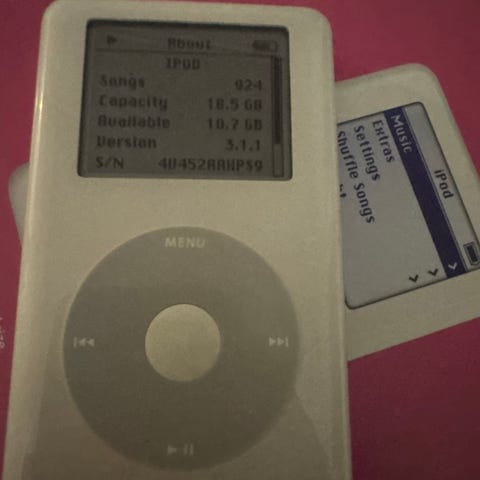 About
IPOD
Songs 924
Capacity 18.5 GB
Available 10.7 GB
Version 3.1.1
MENU
iPod
Music
Extras
Settings
Shuffle Songs